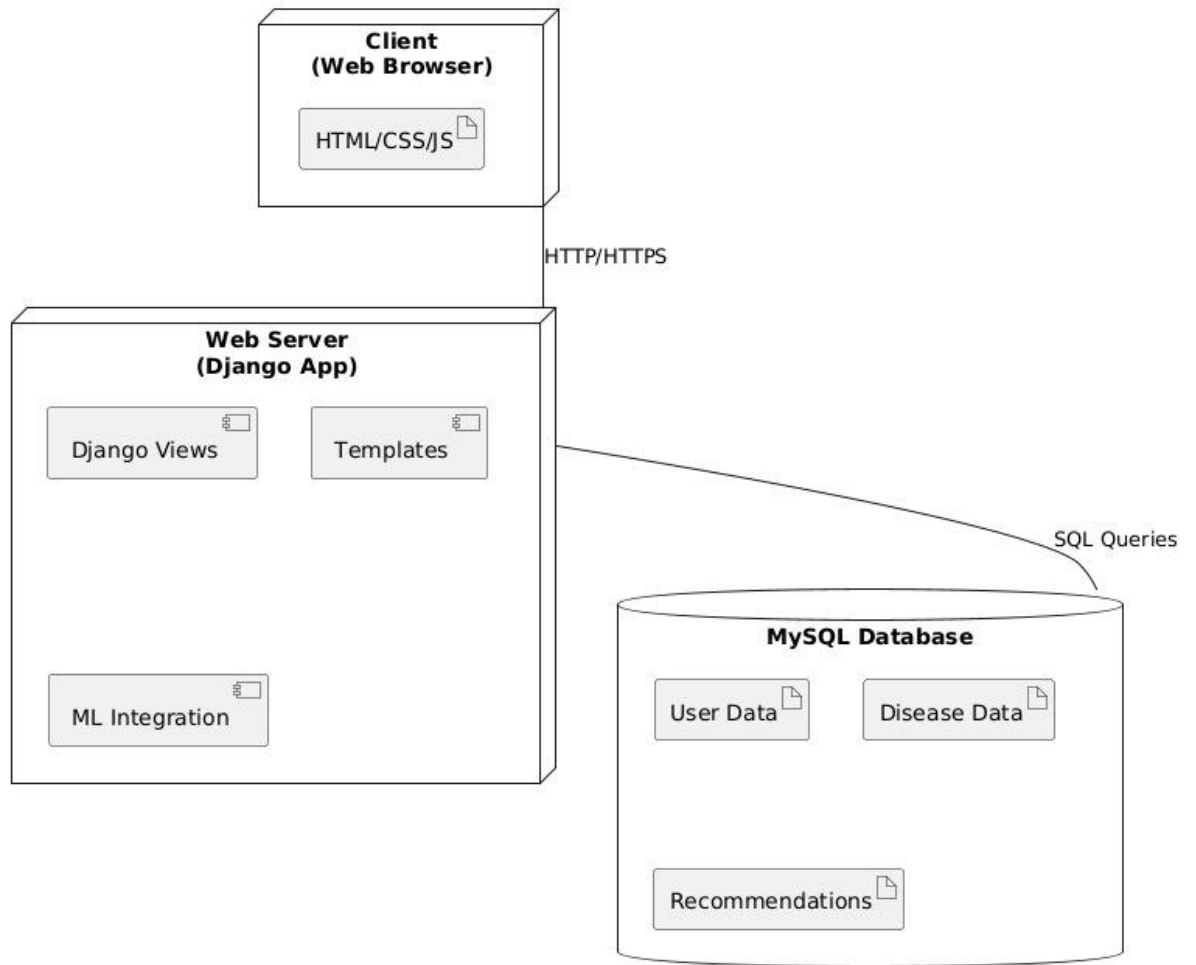 Client
(Web Browser)
HTML/CSS/JS
HTTP/HTTPS
Web Server
(Django App)
Django Views
Templates
SQL Queries
MySQL Database
ML Integration
User Data
Disease Data
Recommendations